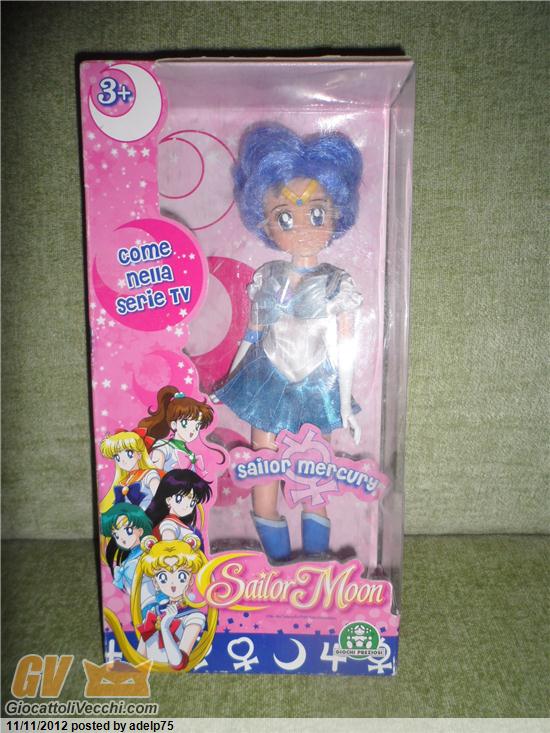 3+
come
nella
serie TV
sailor mercury
Sailor Moon
GIOCHI PREZIOSI
GV
GiocattoliVecchi.com
11/11/2012 posted by adelp75